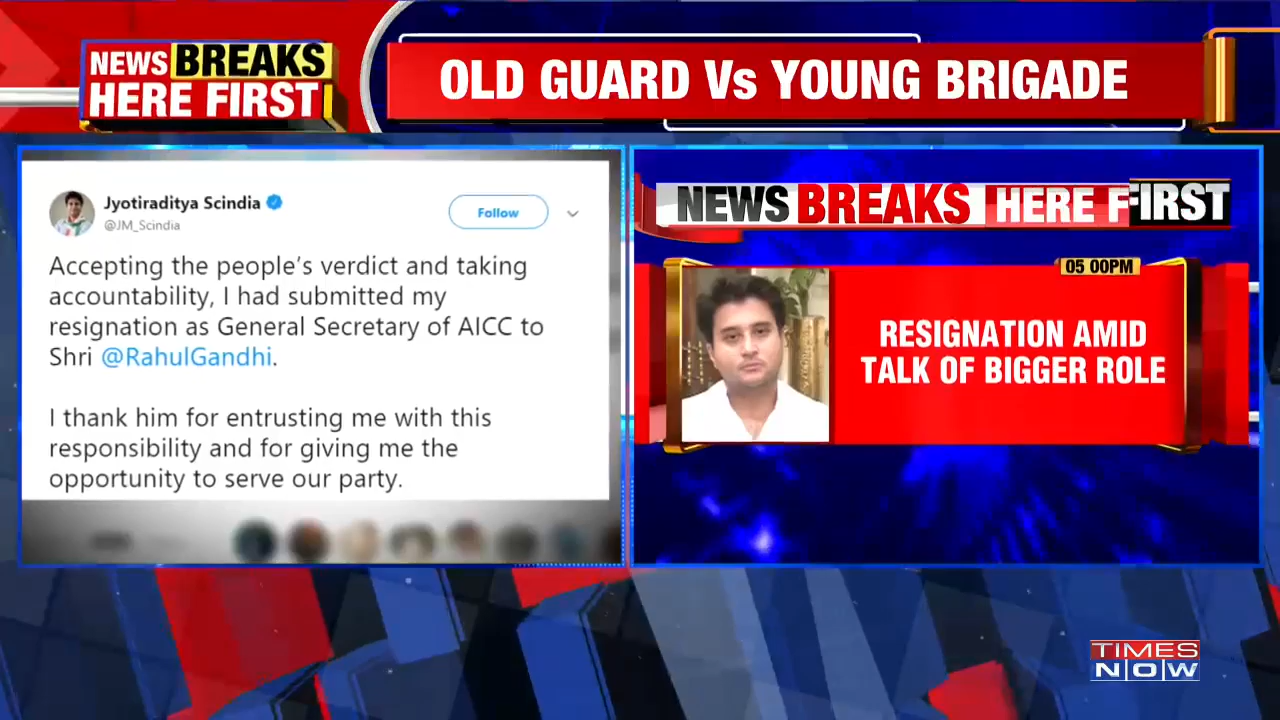 NEWS BREAKS
HERE FIRST
OLD GUARD Vs YOUNG BRIGADE
Jyotiraditya Scindia
@JM_Scindia
Follow
Accepting the people's verdict and taking
accountability, I had submitted my
resignation as General Secretary of AICC to
Shri @RahulGandhi.
I thank him for entrusting me with this
responsibility and for giving me the
opportunity to serve our party.
NEWS BREAKS HERE FIRST
05 00PM
RESIGNATION AMID
TALK OF BIGGER ROLE
TIMES
NOW